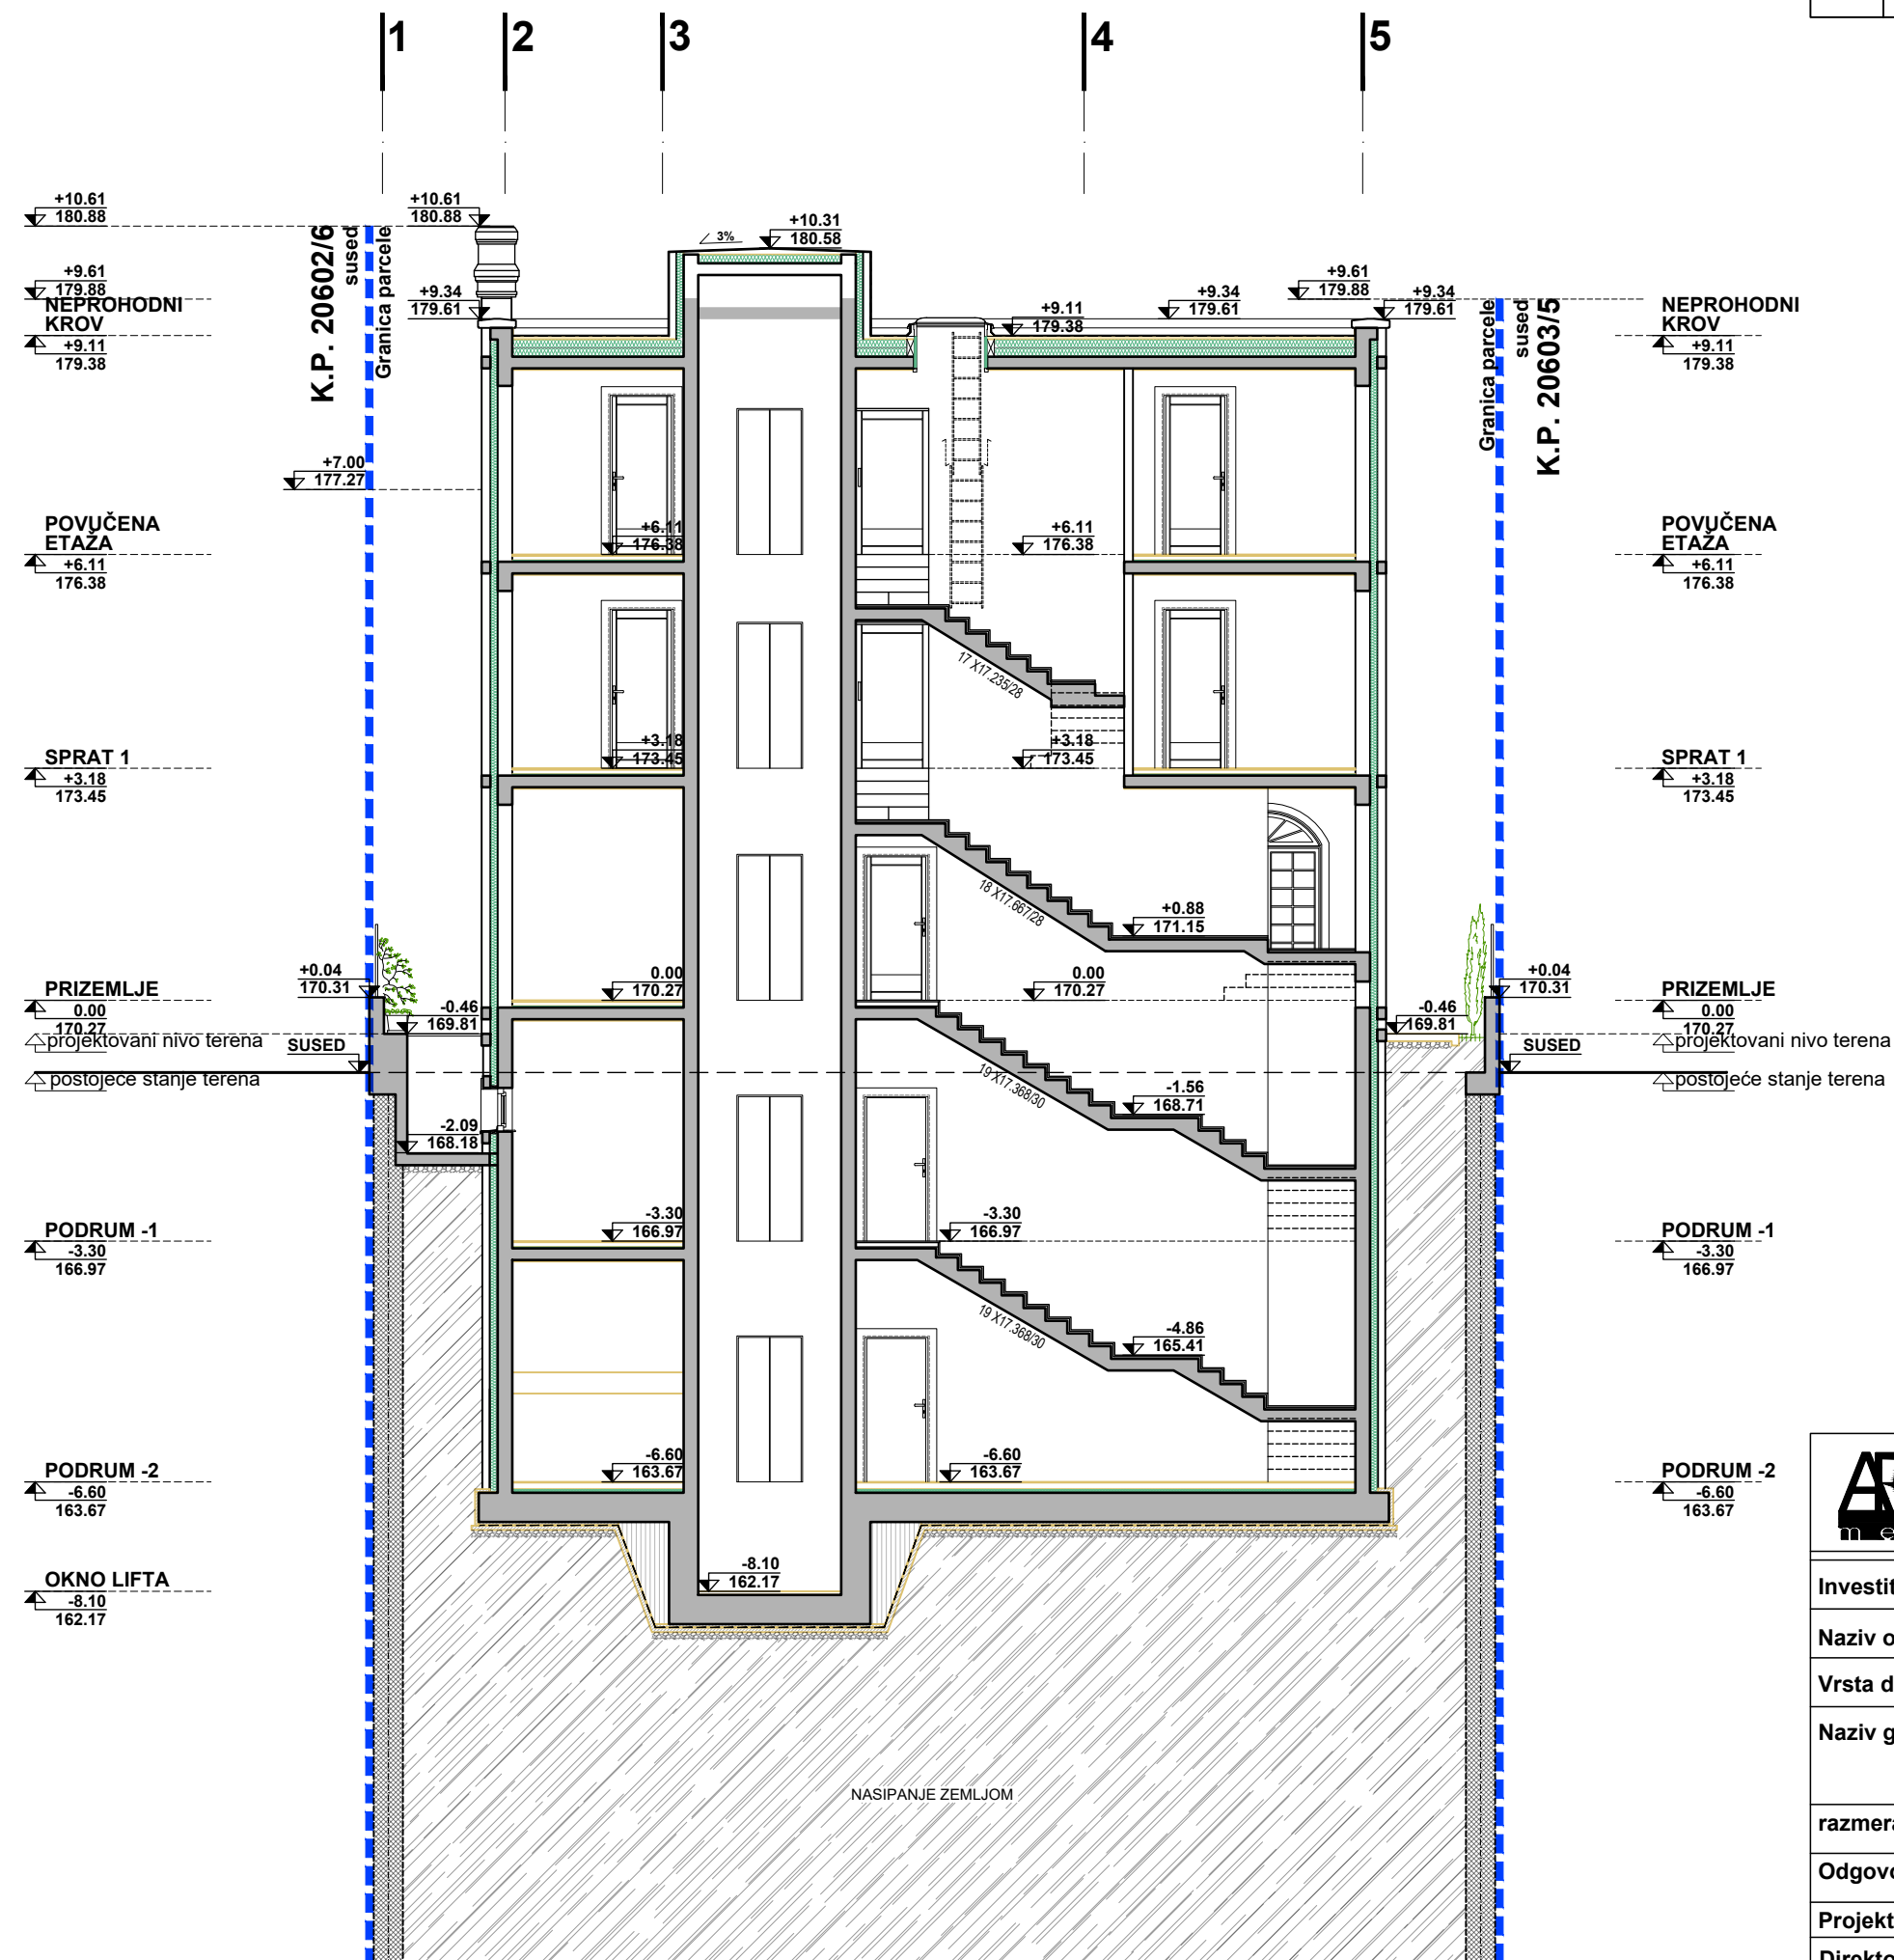 1
2
3
4
5
+10.61
180.88
+10.61
180.88
K.P. 20602/6
sused
Granica parcele
3%
+10.31
180.58
+9.61
179.88
NEPROHODNI
KROV
+9.11
179.38
+9.34
179.61
+9.11
179.38
+9.34
179.61
+9.61
179.88
+9.34
179.61
Granica parcele
sused
K.P. 20603/5
NEPROHODNI
KROV
+9.11
179.38
+7.00
177.27
POVUČENA
ETAŽA
+6.11
176.38
+6.11
176.38
+6.11
176.38
POVUČENA
ETAŽA
+6.11
176.38
17 X17.235/28
SPRAT 1
+3.18
173.45
+3.18
173.45
+3.18
173.45
SPRAT 1
+3.18
173.45
18 X17.667/28
+0.88
171.15
+0.04
170.31
PRIZEMLJE
0.00
170.27
projektovani nivo terena
SUSED
postojeće stanje terena
-0.46
169.81
0.00
170.27
0.00
170.27
-0.46
169.81
+0.04
170.31
SUSED
PRIZEMLJE
0.00
170.27
projektovani nivo terena
postojeće stanje terena
19 X17.368/30
-1.56
168.71
-2.09
168.18
PODRUM -1
-3.30
166.97
-3.30
166.97
-3.30
166.97
PODRUM -1
-3.30
166.97
19 X17.368/30
-4.86
165.41
PODRUM -2
-6.60
163.67
-6.60
163.67
-6.60
163.67
PODRUM -2
-6.60
163.67
OKNO LIFTA
-8.10
162.17
-8.10
162.17
NASIPANJE ZEMLJOM
Investit
Naziv o
Vrsta d
Naziv g
razmera
Odgovo
Projekt